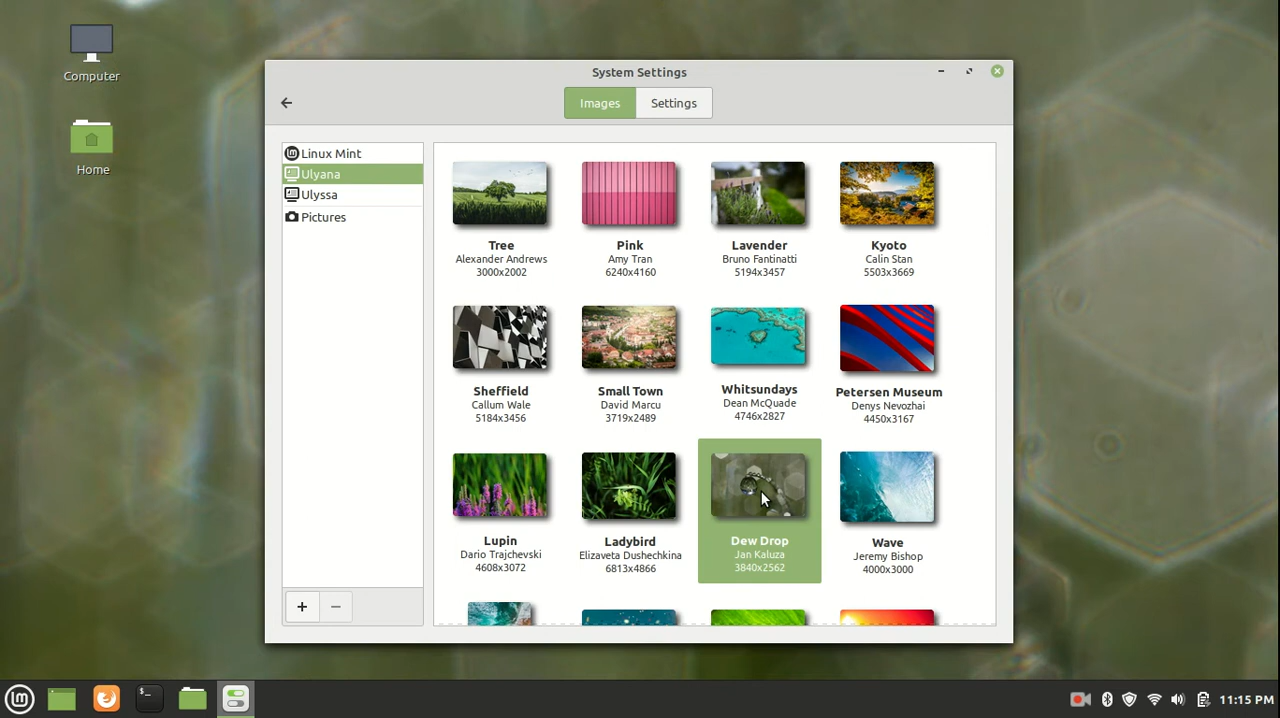 Computer
Home
System Settings
Images
Settings
Linux Mint
Ulyana
Ulyssa
Pictures
Tree
Alexander Andrews
3000x2002
Pink
Amy Tran
6240x4160
Lavender
Bruno Fantinatti
5194x3457
Kyoto
Calin Stan
5503x3669
Sheffield
Callum Wale
5184x3456
Small Town
David Marcu
3719x2489
Whitsundays
Dean McQuade
4746x2827
Petersen Museum
Denys Nevozhai
4450x3167
Lupin
Dario Trajchevski
4608x3072
Ladybird
Elizaveta Dushechkina
6813x4866
Dew Drop
Jan Kaluza
3840x2562
Wave
Jeremy Bishop
4000x3000
11:15 PM